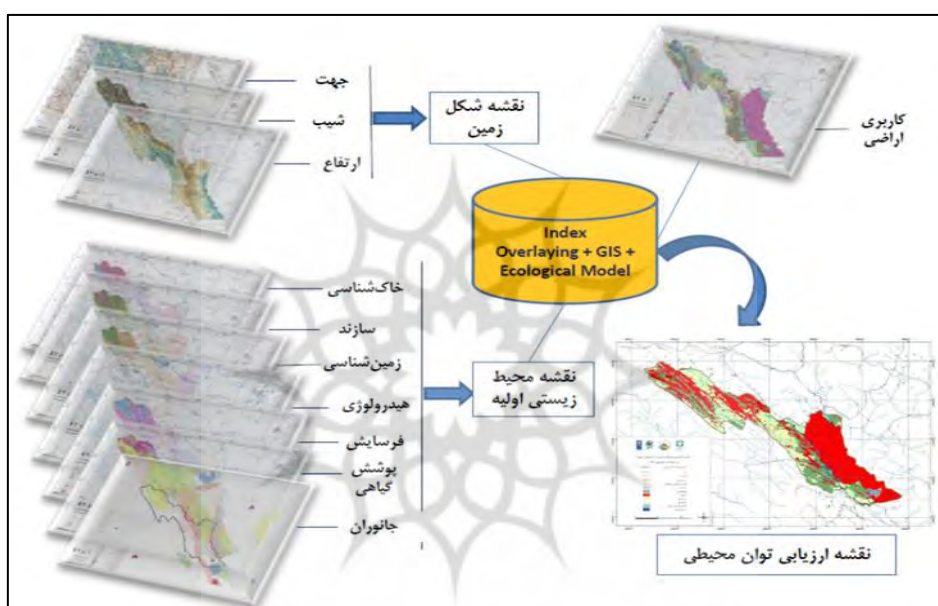 جهت
شیب
ارتفاع
نقشه شکل
زمین
کاربری
اراضی
Index
Overlaying + GIS +
Ecological Model
خاک‌شناسی
سازند
زمین‌شناسی
هیدرولوژی
فرسایش
پوشش
گیاهی
جانوران
نقشه محیط
زیستی اولیه
نقشه ارزیابی توان محیطی